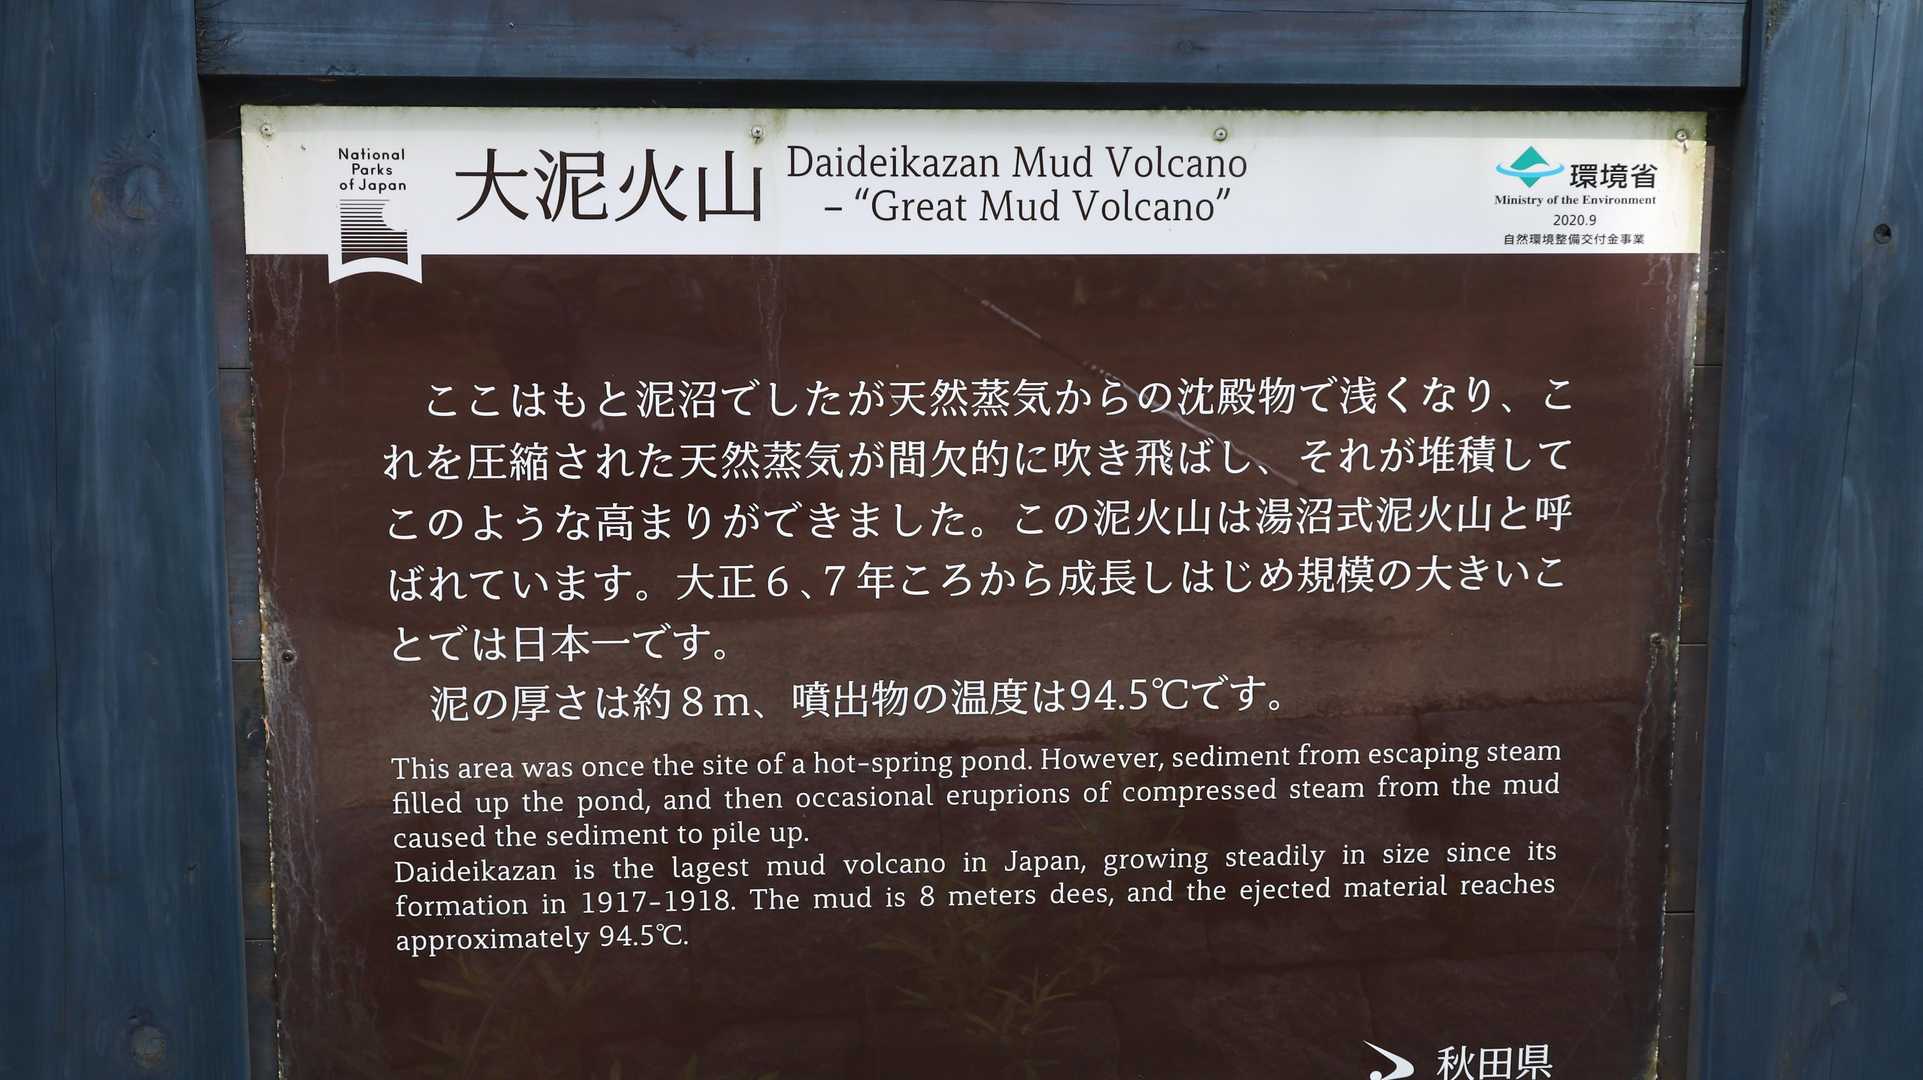 National
Parks
of Japan
大泥火山
Daideikazan Mud Volcano
– “Great Mud Volcano”
環境省
Ministry of the Environment
2020.9
自然環境整備交付金事業
ここはもと泥沼でしたが天然蒸気からの沈殿物で浅くなり、こ
れを圧縮された天然蒸気が間欠的に吹き飛ばし、それが堆積して
このような高まりができました。この泥火山は湯沼式泥火山と呼
ばれています。大正６、７年ころから成長しはじめ規模の大きいこ
とでは日本一です。
泥の厚さは約８ｍ、噴出物の温度は94.5℃です。
This area was once the site of a hot-spring pond. However, sediment from escaping steam
filled up the pond, and then occasional eruprions of compressed steam from the mud
caused the sediment to pile up.
Daideikazan is the lagest mud volcano in Japan, growing steadily in size since its
formation in 1917-1918. The mud is 8 meters dees, and the ejected material reaches
approximately 94.5℃.
秋田県